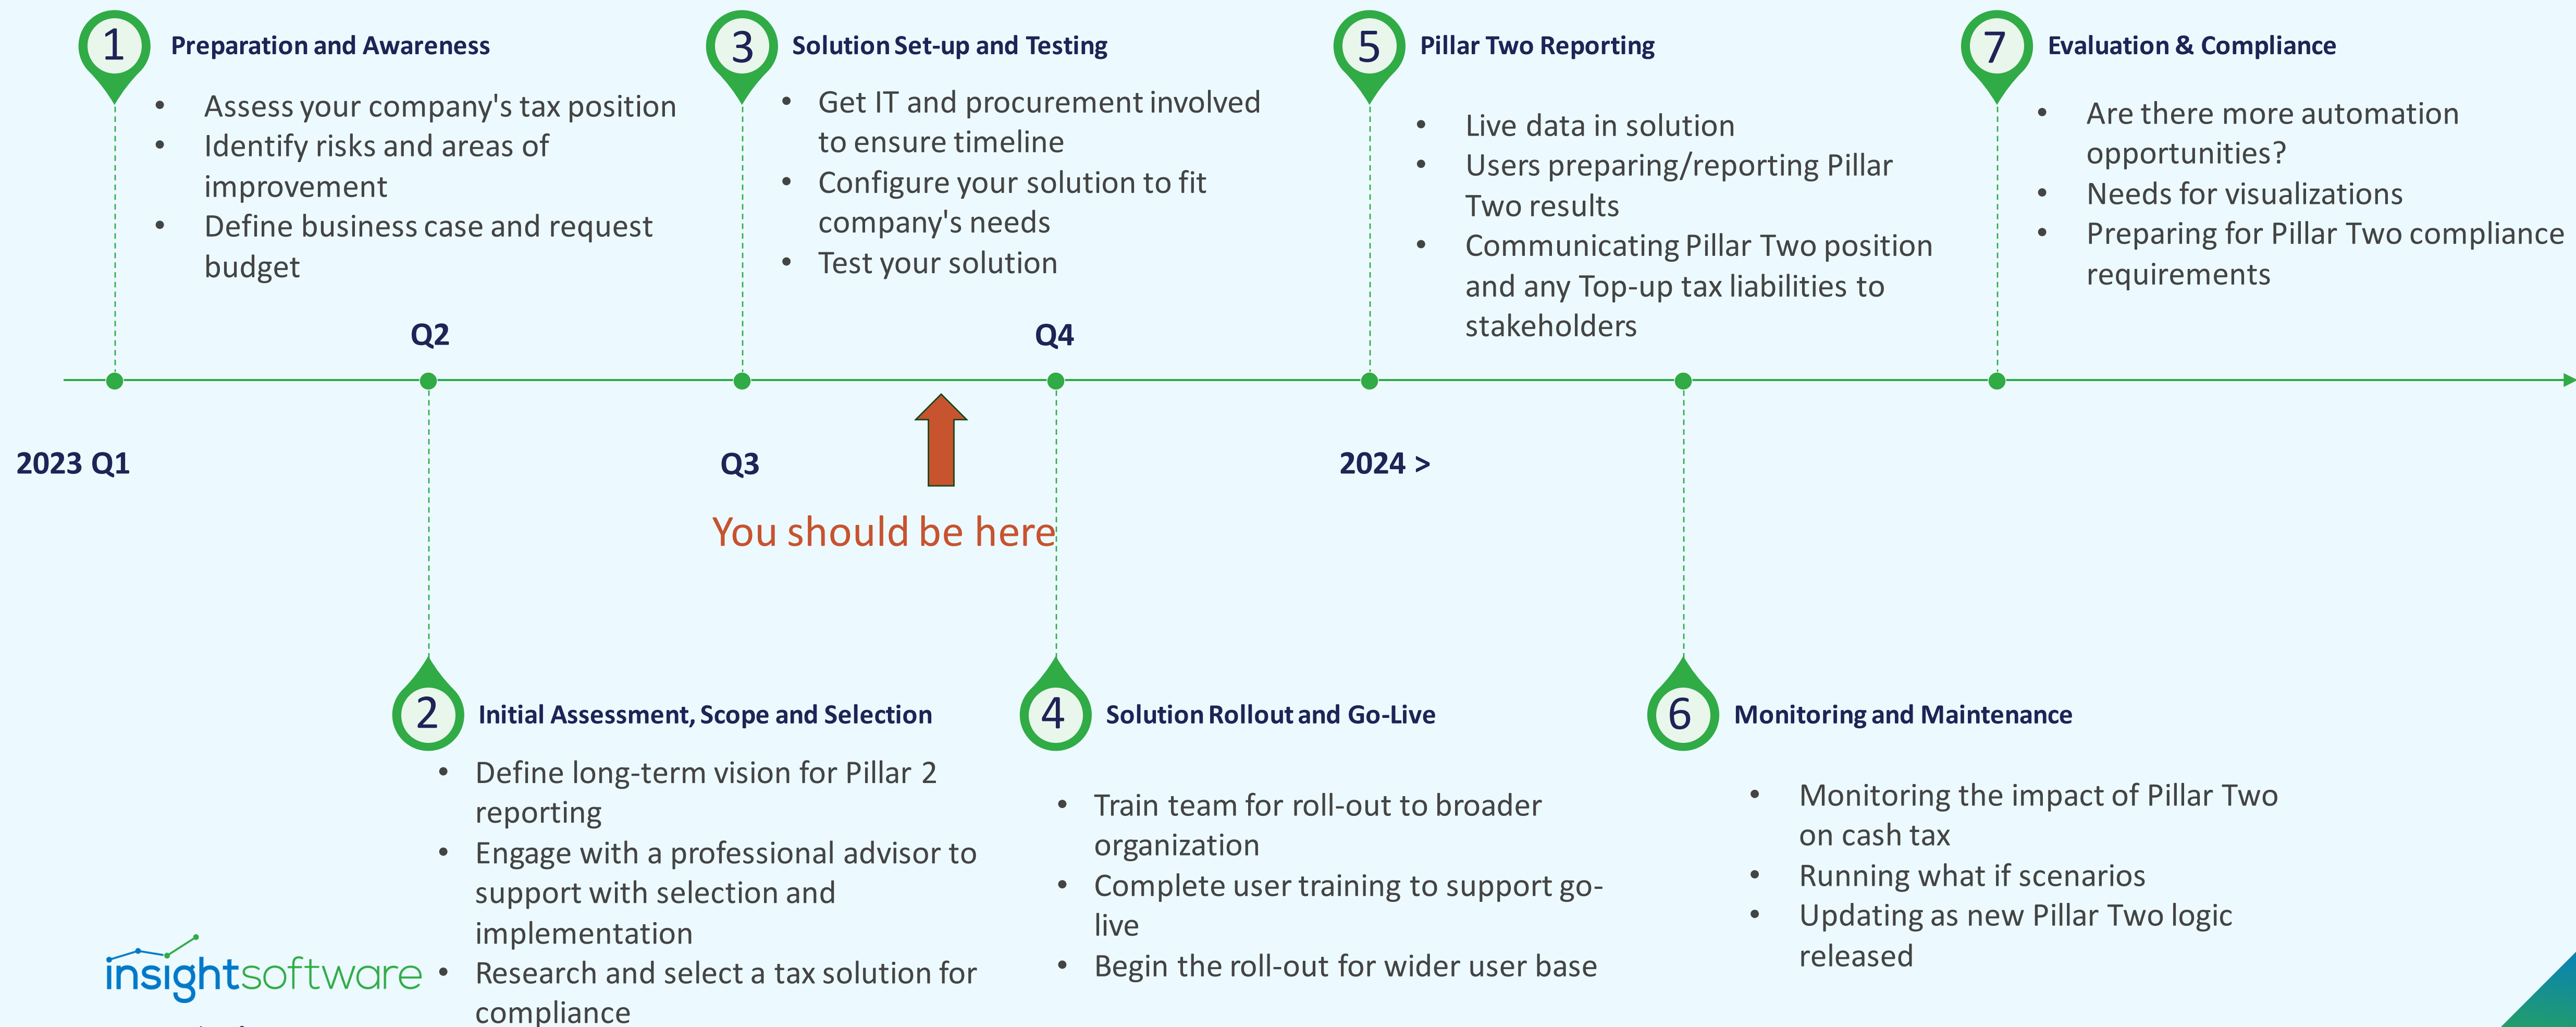 1
Preparation and Awareness
• Assess your company's tax position
• Identify risks and areas of
improvement
• Define business case and request
budget
3
Solution Set-up and Testing
• Get IT and procurement involved
to ensure timeline
• Configure your solution to fit
company's needs
• Test your solution
5
Pillar Two Reporting
• Live data in solution
• Users preparing/reporting Pillar
Two results
• Communicating Pillar Two position
and any Top-up tax liabilities to
stakeholders
7
Evaluation & Compliance
• Are there more automation
opportunities?
• Needs for visualizations
• Preparing for Pillar Two compliance
requirements
Q2
Q4
2023 Q1
Q3
2024 >
You should be here
2
Initial Assessment, Scope and Selection
• Define long-term vision for Pillar 2
reporting
• Engage with a professional advisor to
support with selection and
implementation
• Research and select a tax solution for
compliance
4
Solution Rollout and Go-Live
• Train team for roll-out to broader
organization
• Complete user training to support go-
live
• Begin the roll-out for wider user base
6
Monitoring and Maintenance
• Monitoring the impact of Pillar Two
on cash tax
• Running what if scenarios
• Updating as new Pillar Two logic
released
insightsoftware